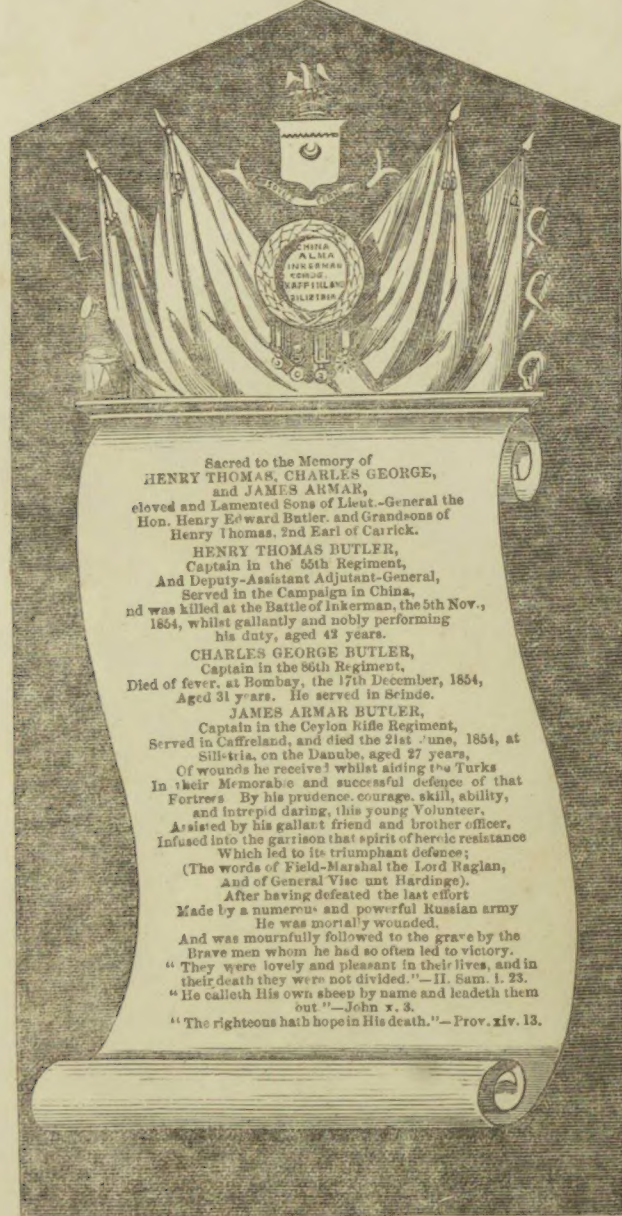 CHINA
ALMA
INKERMAN
SCINDE
KAFFIRLAND
SILISTRIA
Sacred to the Memory of
HENRY THOMAS, CHARLES GEORGE,
and JAMES ARMAR,
eloved and Lamented Sons of Lieut.-General the
Hon. Henry Edward Butler. and Grandsons of
Henry Thomas, 2nd Earl of Carrick.
HENRY THOMAS BUTLER,
Captain in the 55th Regiment,
And Deputy-Assistant Adjutant-General,
Served in the Campaign in China,
nd was killed at the Battle of Inkerman, the 5th Nov.,
1854, whilst gallantly and nobly performing
his duty, aged 42 years.
CHARLES GEORGE BUTLER,
Captain in the 86th Regiment,
Died of fever, at Bombay, the 17th December, 1854,
Aged 31 years. He served in Scinde.
JAMES ARMAR BUTLER,
Captain in the Ceylon Rifle Regiment,
Served in Caffreland, and died the 21st June, 1854, at
Silistria, on the Danube, aged 27 years,
Of wounds he received whilst aiding the Turks
In their Memorable and successful defence of that
Fortress By his prudence, courage, skill, ability,
and intrepid daring, this young Volunteer,
Assisted by his gallant friend and brother officer,
Infused into the garrison that spirit of heroic resistance
Which led to its triumphant defence;
(The words of Field-Marshal the Lord Raglan,
And of General Viscount Hardinge).
After having defeated the last effort
Made by a numerous and powerful Russian army
He was mortally wounded.
And was mournfully followed to the grave by the
Brave men whom he had so often led to victory.
"They were lovely and pleasant in their lives, and in
their death they were not divided."—II. Sam. i. 23.
"He calleth His own sheep by name and leadeth them
out."—John x. 3.
"The righteous hath hope in His death."—Prov. xiv. 13.